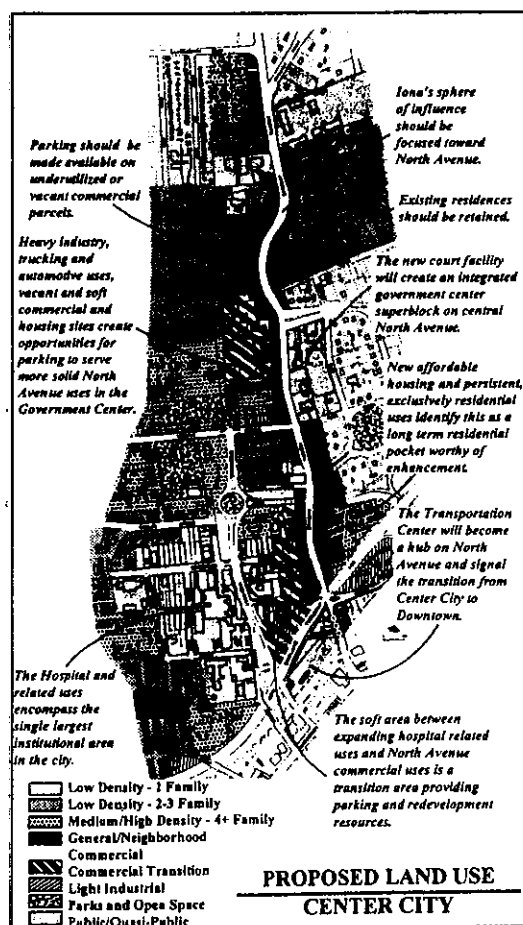 Iona's sphere
of influence
should be
focused toward
North Avenue.
Parking should be
made available on
underutilized or
vacant commercial
parcels.
Existing residences
should be retained.
Heavy industry,
trucking and
automotive uses,
vacant and soft
commercial and
housing sites create
opportunities for
parking to serve
more solid North
Avenue uses in the
Government Center.
The new court facility
will create an integrated
government center
superblock on central
North Avenue.
New affordable
housing and persistent,
exclusively residential
uses identify this as a
long term residential
pocket worthy of
enhancement.
The Transportation
Center will become
a hub on North
Avenue and signal
the transition from
Center City to
Downtown.
The Hospital and
related uses
encompass the
single largest
institutional area
in the city.
The soft area between
expanding hospital related
uses and North Avenue
commercial uses is a
transition area providing
parking and redevelopment
resources.
Low Density - 1 Family
Low Density - 2-3 Family
Medium/High Density - 4+ Family
General/Neighborhood
Commercial
Commercial Transition
Light Industrial
Parks and Open Space
Public/Quasi-Public
PROPOSED LAND USE
CENTER CITY